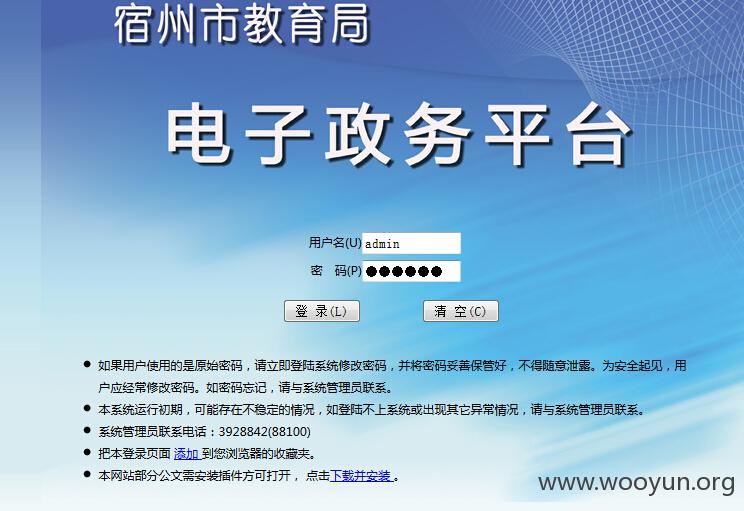 宿州市教育局
电子政务平台
用户名(U) admin
密 码(P) ●●●●●●
登 录(L) 清 空(C)
● 如果用户使用的是原始密码，请立即登陆系统修改密码，并将密码妥善保管好，不得随意泄露。为安全起见，用
户应经常修改密码。如密码忘记，请与系统管理员联系。
● 本系统运行初期，可能存在不稳定的情况，如登陆不上系统或出现其它异常情况，请与系统管理员联系。
● 系统管理员联系电话：3928842(88100)
● 把本登录页面 添加 到您浏览器的收藏夹。
● 本网站部分公文需安装插件方可打开， 点击下载并安装 。
www.wooyun.org